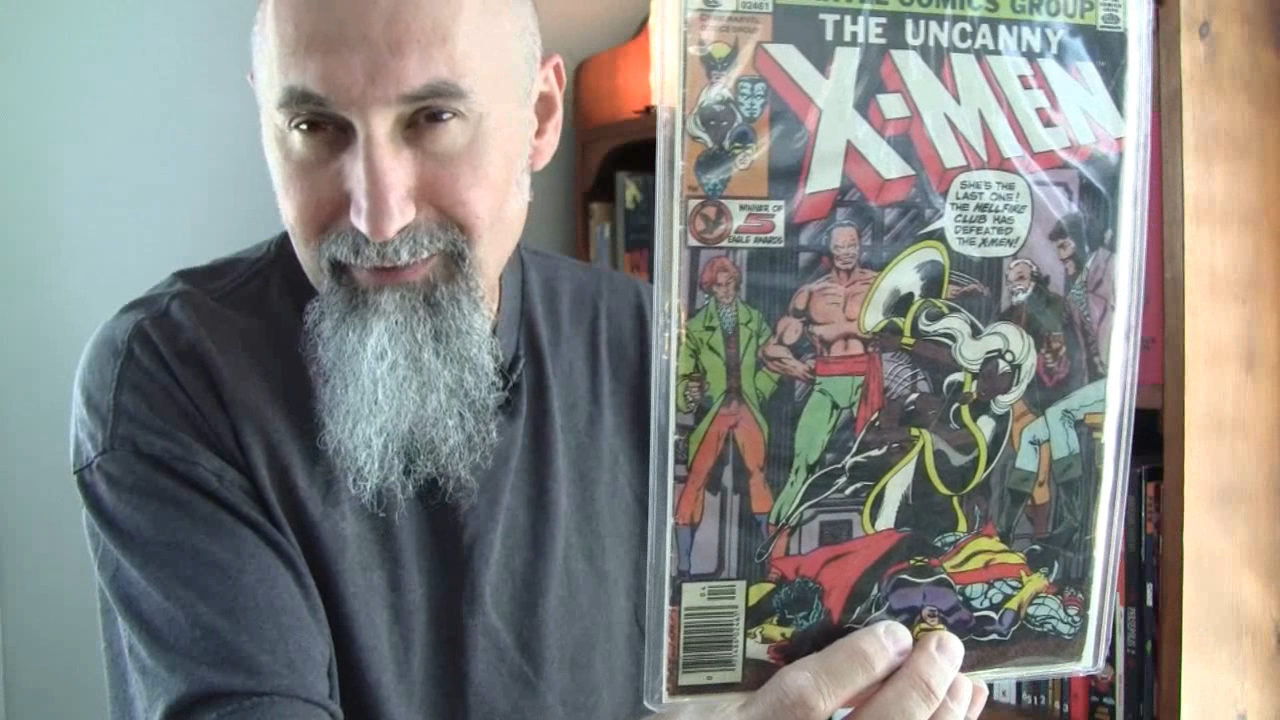 02461
COMICS GROUP
THE UNCANNY
X-MEN
WINNER OF
5
EAGLE AWARDS
SHE'S THE
LAST ONE!
THE HELLFIRE
CLUB HAS
DEFEATED
THE X-MEN!